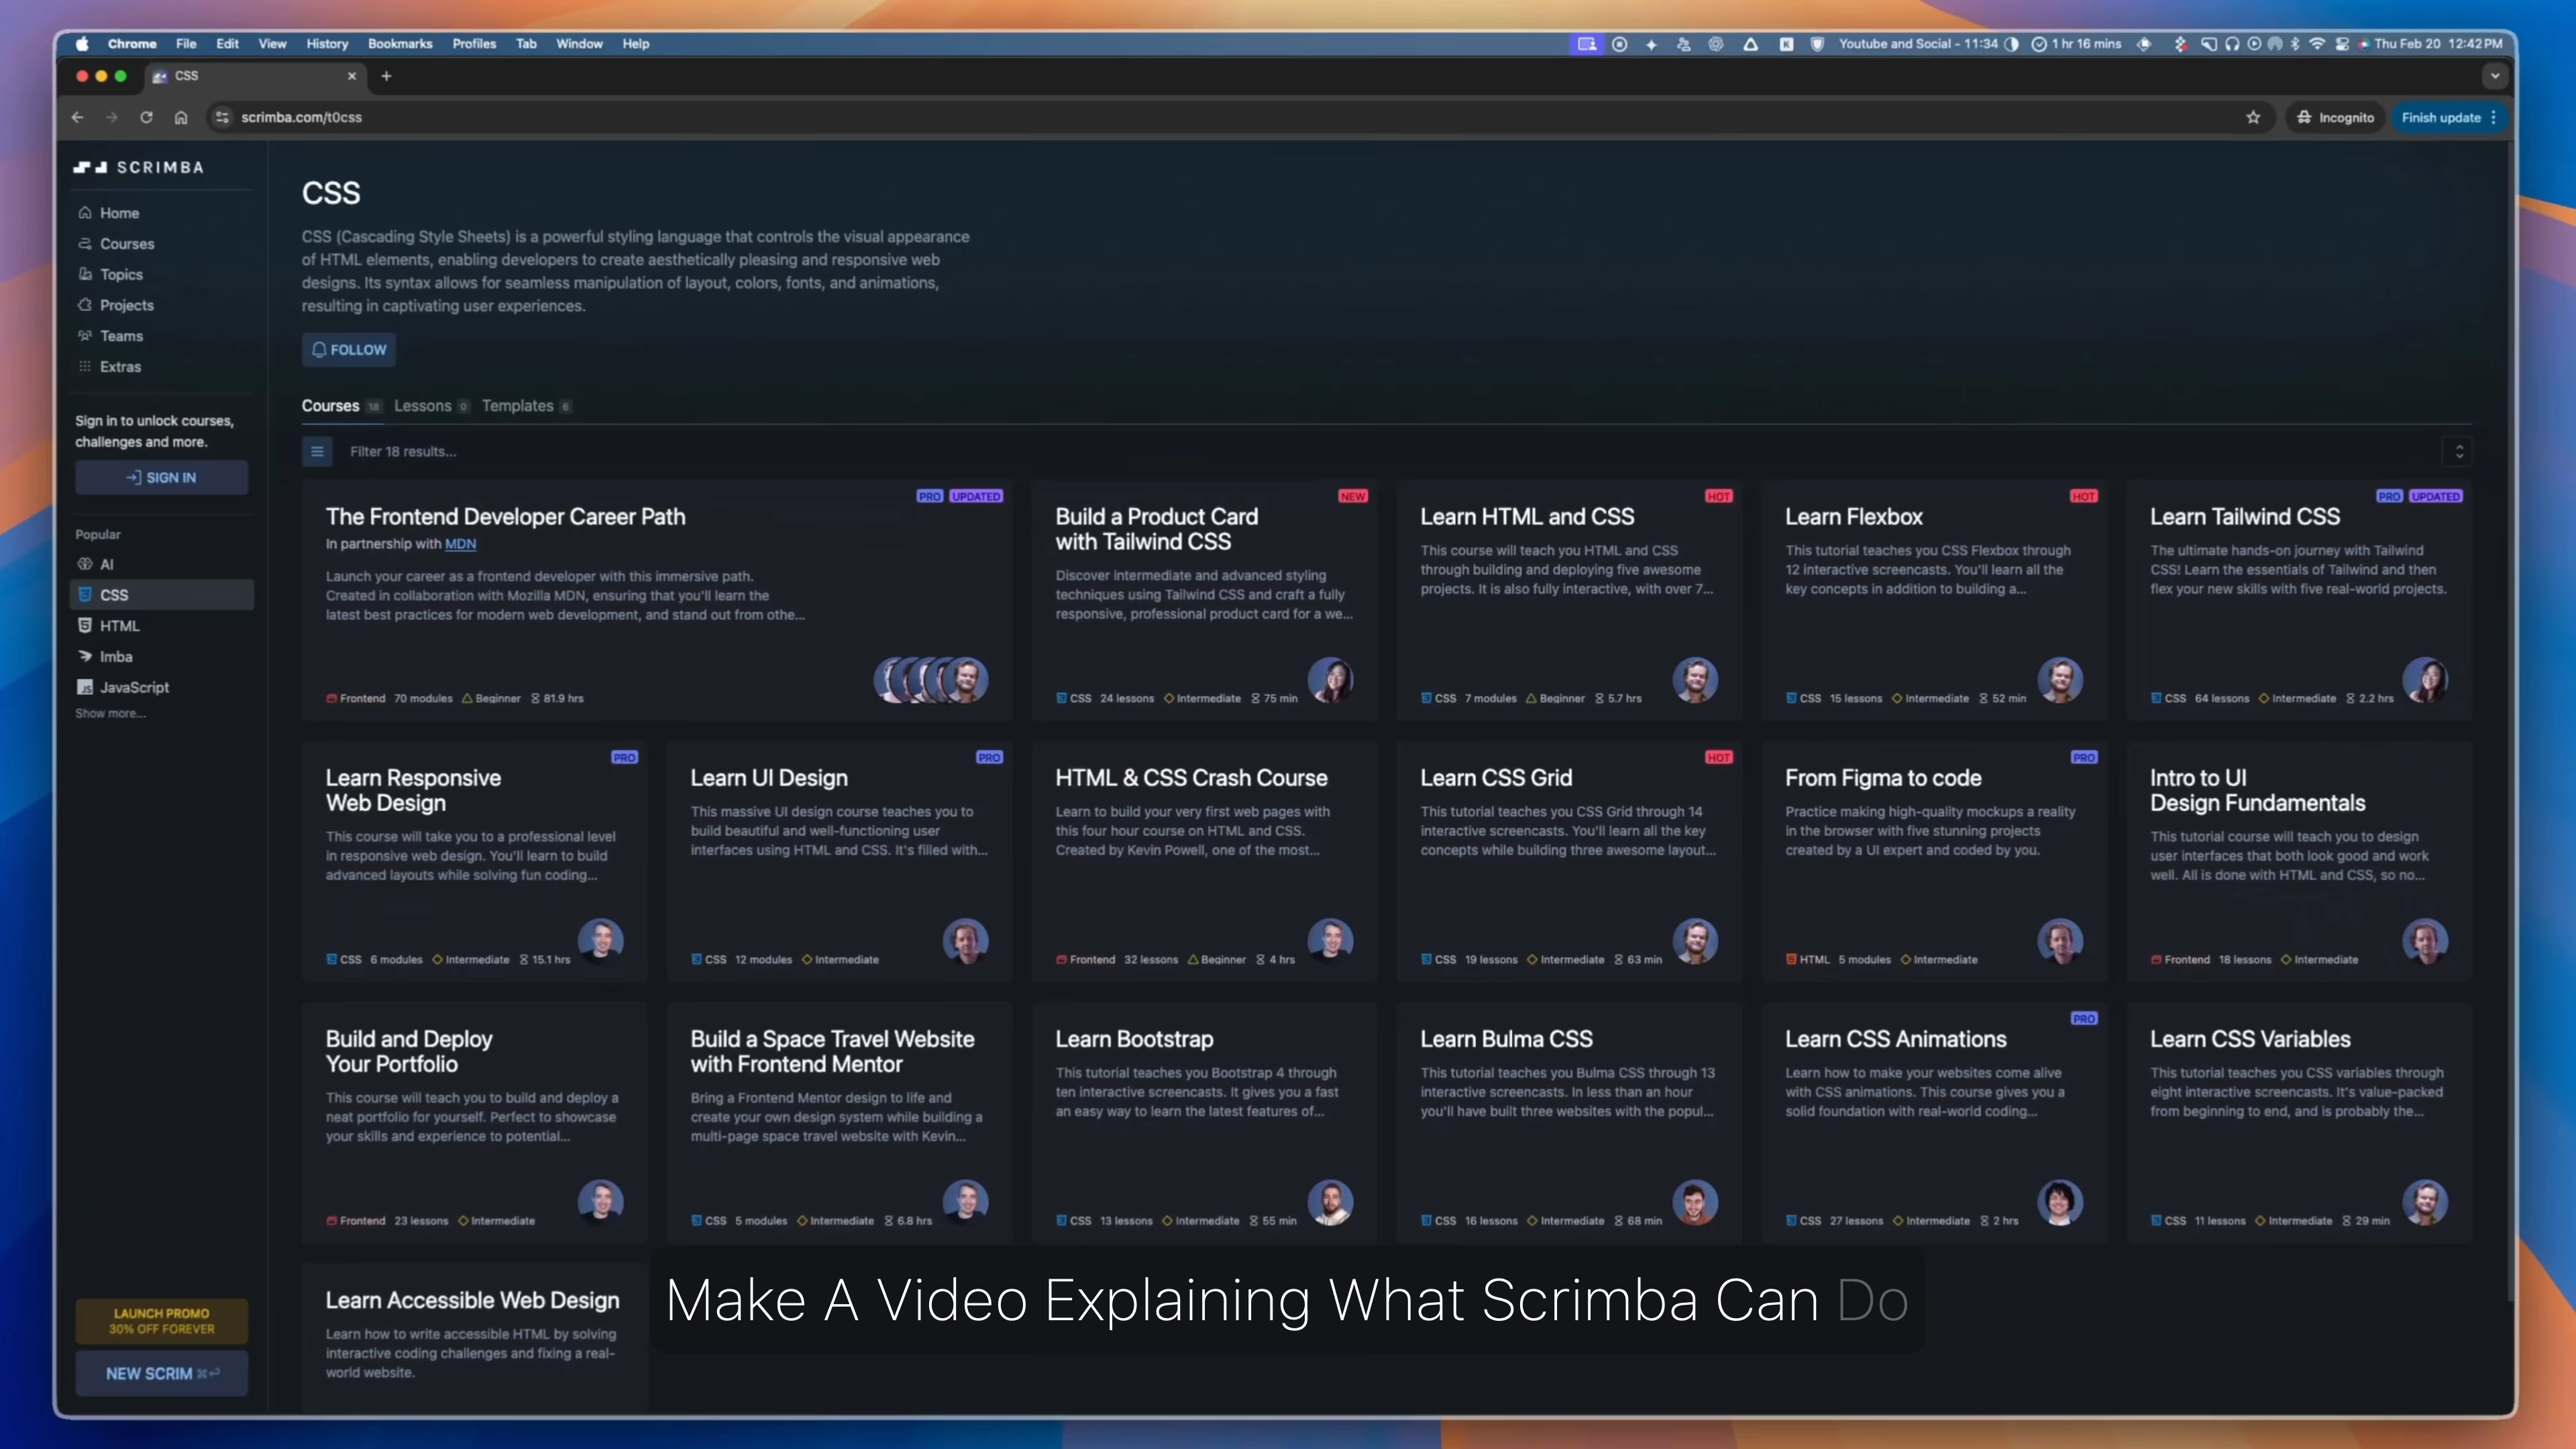 Chrome File Edit View History Bookmarks Profiles Tab Window Help
Youtube and Social - 11:34 1 hr 16 mins Thu Feb 20 12:42 PM
CSS
scrimba.com/t0css
Incognito
Finish update
SCRIMBA
Home
Courses
Topics
Projects
Teams
Extras
Sign in to unlock courses,
challenges and more.
SIGN IN
Popular
AI
CSS
HTML
Imba
JavaScript
Show more...
LAUNCH PROMO
30% OFF FOREVER
NEW SCRIM ⌘↩
CSS
CSS (Cascading Style Sheets) is a powerful styling language that controls the visual appearance
of HTML elements, enabling developers to create aesthetically pleasing and responsive web
designs. Its syntax allows for seamless manipulation of layout, colors, fonts, and animations,
resulting in captivating user experiences.
FOLLOW
Courses 18 Lessons 0 Templates 6
Filter 18 results...
PRO UPDATED
The Frontend Developer Career Path
In partnership with MDN
Launch your career as a frontend developer with this immersive path.
Created in collaboration with Mozilla MDN, ensuring that you'll learn the
latest best practices for modern web development, and stand out from othe...
Frontend 70 modules Beginner 81.9 hrs
NEW
Build a Product Card
with Tailwind CSS
Discover intermediate and advanced styling
techniques using Tailwind CSS and craft a fully
responsive, professional product card for a we...
CSS 24 lessons Intermediate 75 min
HOT
Learn HTML and CSS
This course will teach you HTML and CSS
through building and deploying five awesome
projects. It is also fully interactive, with over 7...
CSS 7 modules Beginner 5.7 hrs
HOT
Learn Flexbox
This tutorial teaches you CSS Flexbox through
12 interactive screencasts. You'll learn all the
key concepts in addition to building a...
CSS 15 lessons Intermediate 52 min
PRO UPDATED
Learn Tailwind CSS
The ultimate hands-on journey with Tailwind
CSS! Learn the essentials of Tailwind and then
flex your new skills with five real-world projects.
CSS 64 lessons Intermediate 2.2 hrs
PRO
Learn Responsive
Web Design
This course will take you to a professional level
in responsive web design. You'll learn to build
advanced layouts while solving fun coding...
CSS 6 modules Intermediate 15.1 hrs
PRO
Learn UI Design
This massive UI design course teaches you to
build beautiful and well-functioning user
interfaces using HTML and CSS. It's filled with...
CSS 12 modules Intermediate
HTML & CSS Crash Course
Learn to build your very first web pages with
this four hour course on HTML and CSS.
Created by Kevin Powell, one of the most...
Frontend 32 lessons Beginner 4 hrs
HOT
Learn CSS Grid
This tutorial teaches you CSS Grid through 14
interactive screencasts. You'll learn all the key
concepts while building three awesome layout...
CSS 19 lessons Intermediate 63 min
PRO
From Figma to code
Practice making high-quality mockups a reality
in the browser with five stunning projects
created by a UI expert and coded by you.
HTML 5 modules Intermediate
Intro to UI
Design Fundamentals
This tutorial course will teach you to design
user interfaces that both look good and work
well. All is done with HTML and CSS, so no...
Frontend 18 lessons Intermediate
Build and Deploy
Your Portfolio
This course will teach you to build and deploy a
neat portfolio for yourself. Perfect to showcase
your skills and experience to potential...
Frontend 23 lessons Intermediate
Build a Space Travel Website
with Frontend Mentor
Bring a Frontend Mentor design to life and
create your own design system while building a
multi-page space travel website with Kevin...
CSS 5 modules Intermediate 6.8 hrs
Learn Bootstrap
This tutorial teaches you Bootstrap 4 through
ten interactive screencasts. It gives you a fast
an easy way to learn the latest features of...
CSS 13 lessons Intermediate 55 min
Learn Bulma CSS
This tutorial teaches you Bulma CSS through 13
interactive screencasts. In less than an hour
you'll have built three websites with the popul...
CSS 16 lessons Intermediate 68 min
PRO
Learn CSS Animations
Learn how to make your websites come alive
with CSS animations. This course gives you a
solid foundation with real-world coding...
CSS 27 lessons Intermediate 2 hrs
Learn CSS Variables
This tutorial teaches you CSS variables through
eight interactive screencasts. It's value-packed
from beginning to end, and is probably the...
CSS 11 lessons Intermediate 29 min
Learn Accessible Web Design
Learn how to write accessible HTML by solving
interactive coding challenges and fixing a real-
world website.
Make A Video Explaining What Scrimba Can Do